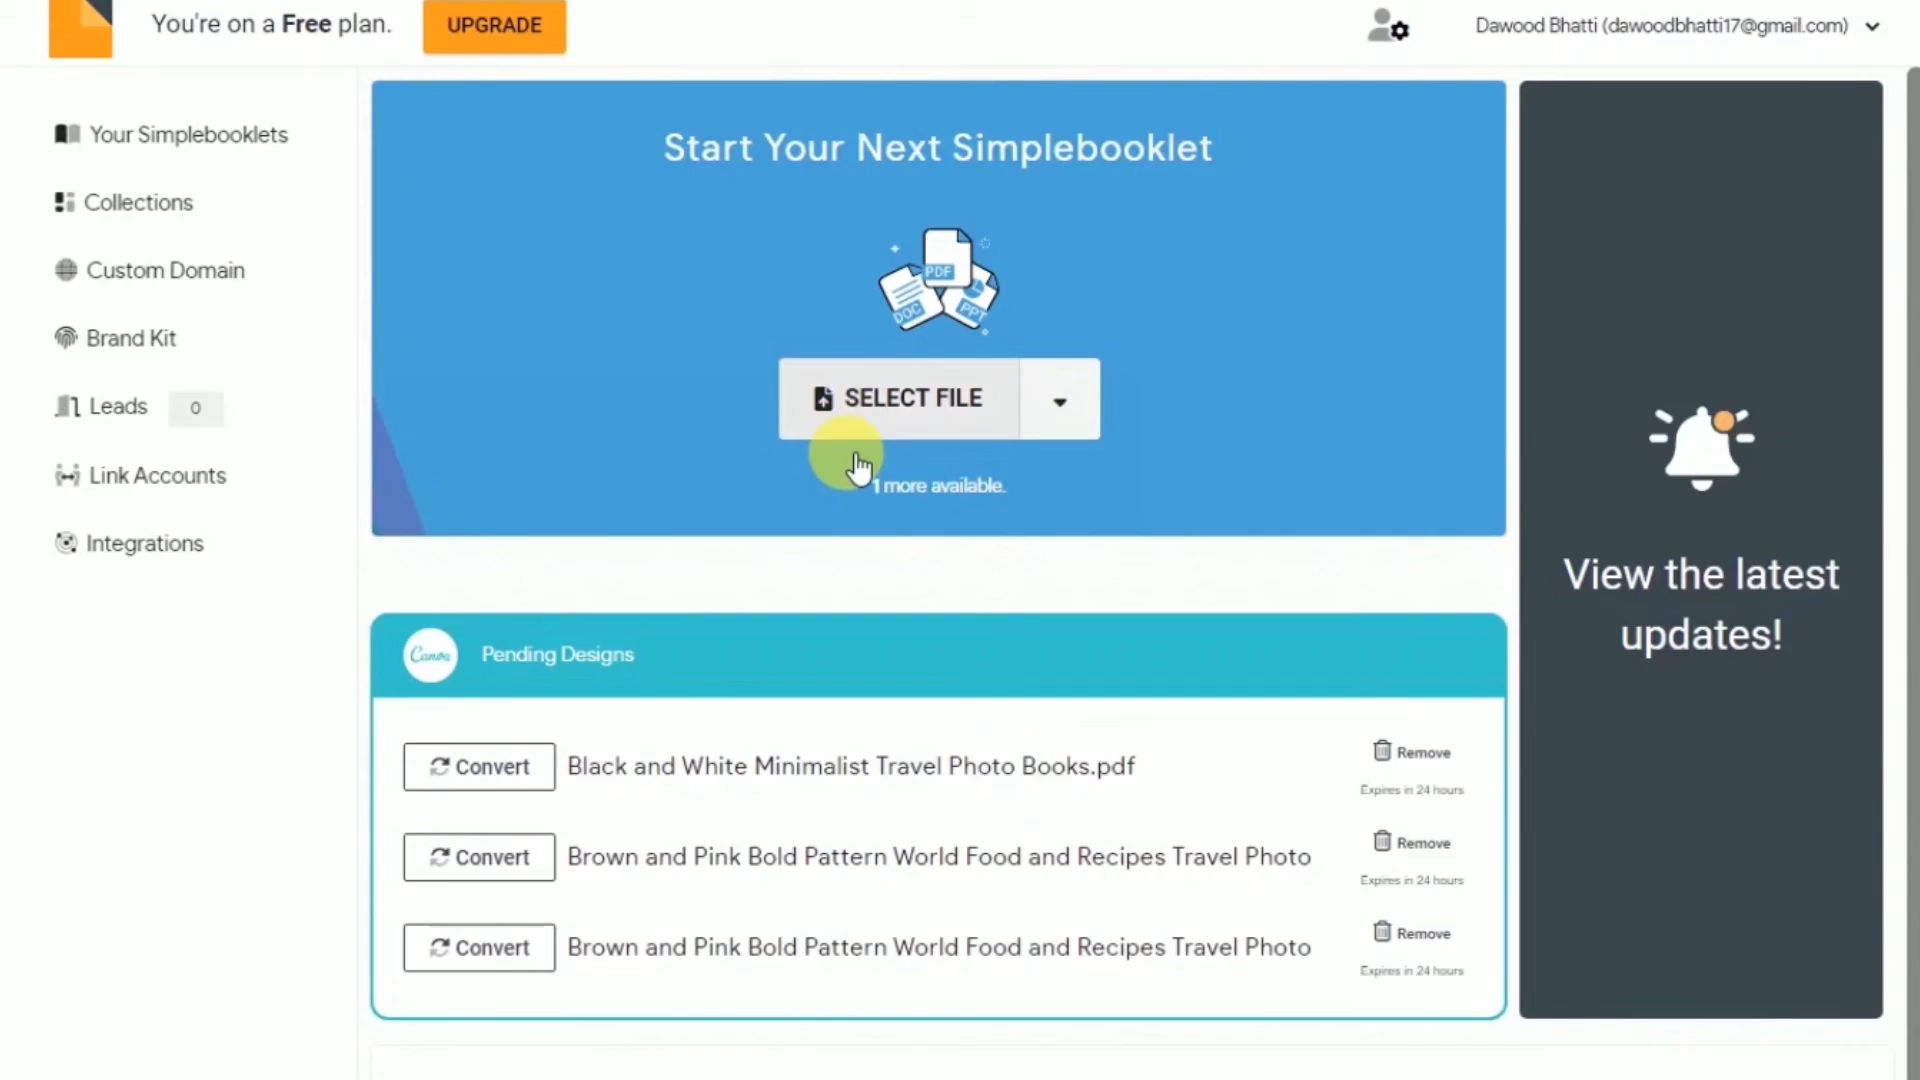 You're on a Free plan.
UPGRADE
Dawood Bhatti (dawoodbhatti17@gmail.com)
Your Simplebooklets
Collections
Custom Domain
Brand Kit
Leads 0
Link Accounts
Integrations
Start Your Next Simplebooklet
PDF
DOC
PPT
SELECT FILE
1 more available.
View the latest
updates!
Canva
Pending Designs
Convert Black and White Minimalist Travel Photo Books.pdf
Remove
Expires in 24 hours
Convert Brown and Pink Bold Pattern World Food and Recipes Travel Photo
Remove
Expires in 24 hours
Convert Brown and Pink Bold Pattern World Food and Recipes Travel Photo
Remove
Expires in 24 hours